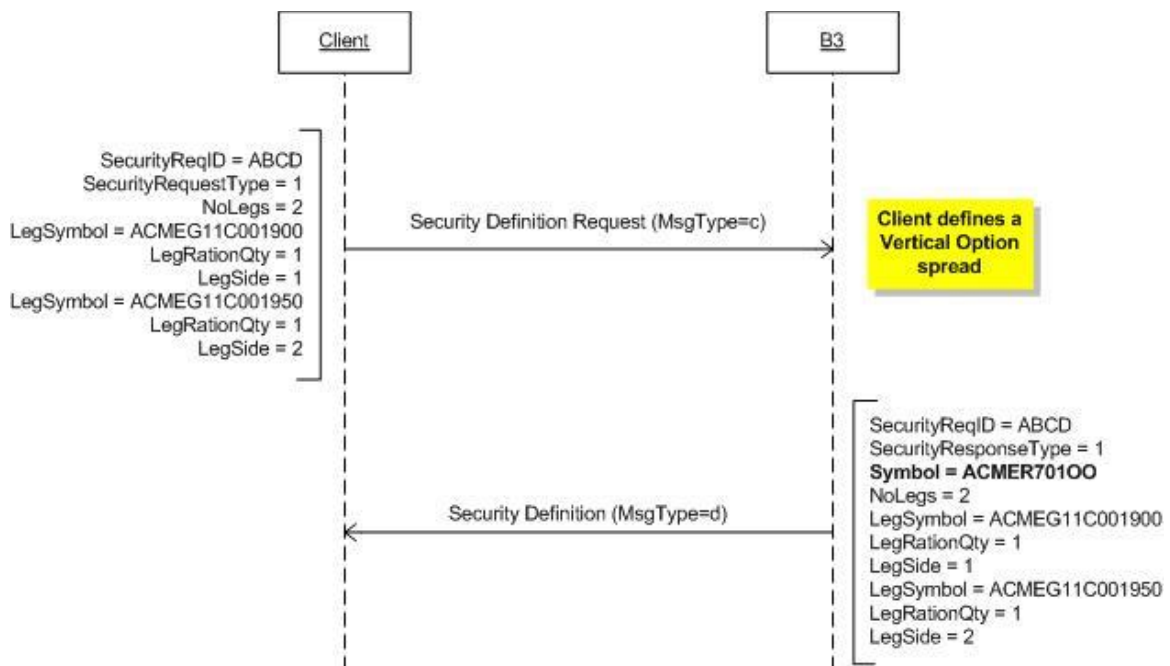 Client
B3
SecurityReqID = ABCD
SecurityRequestType = 1
NoLegs = 2
LegSymbol = ACMEG11C001900
LegRationQty = 1
LegSide = 1
LegSymbol = ACMEG11C001950
LegRationQty = 1
LegSide = 2
Security Definition Request (MsgType=c)
Client defines a
Vertical Option
spread
Security Definition (MsgType=d)
SecurityReqID = ABCD
SecurityResponseType = 1
Symbol = ACMER701OO
NoLegs = 2
LegSymbol = ACMEG11C001900
LegRationQty = 1
LegSide = 1
LegSymbol = ACMEG11C001950
LegRationQty = 1
LegSide = 2